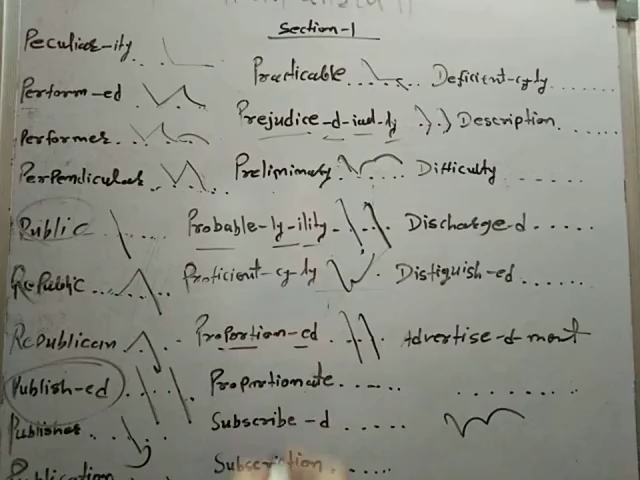 Section-1
Peculiar-ity
Perform-ed
Performer
Perpendicular
Public
Republic
Republican
Publish-ed
Publisher
Publication
Practicable
Prejudice-d-ial-ly
Preliminary
Probable-ly-ility
Proficient-cy-ly
Proportion-ed
Proportionate
Subscribe-d
Subscription
Deficient-cy-ly
Description
Difficulty
Discharge-d
Distiguish-ed
Advertise-d-ment